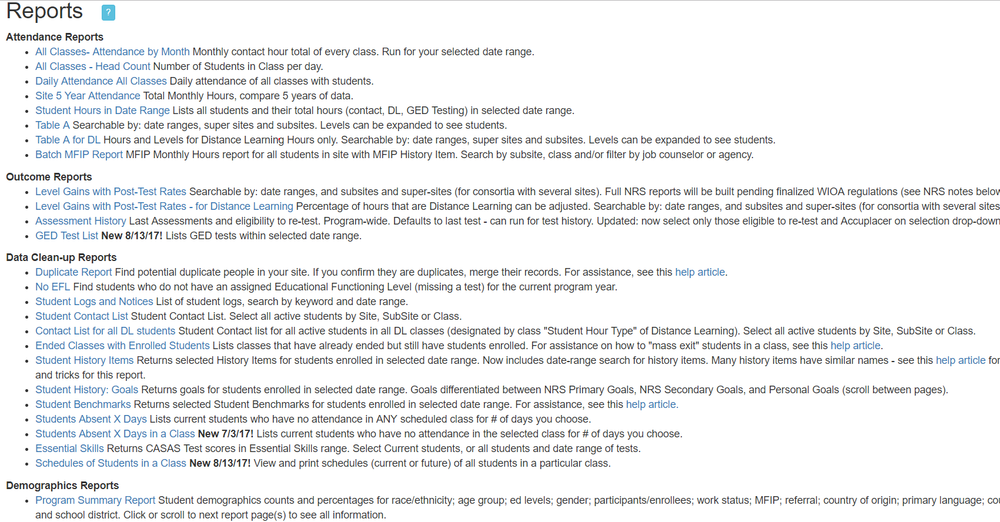 Reports ?
Attendance Reports
All Classes- Attendance by Month Monthly contact hour total of every class. Run for your selected date range.
All Classes - Head Count Number of Students in Class per day.
Daily Attendance All Classes Daily attendance of all classes with students.
Site 5 Year Attendance Total Monthly Hours, compare 5 years of data.
Student Hours in Date Range Lists all students and their total hours (contact, DL, GED Testing) in selected date range.
Table A Searchable by: date ranges, super sites and subsites. Levels can be expanded to see students.
Table A for DL Hours and Levels for Distance Learning Hours only. Searchable by: date ranges, super sites and subsites. Levels can be expanded to see students.
Batch MFIP Report MFIP Monthly Hours report for all students in site with MFIP History Item. Search by subsite, class and/or filter by job counselor or agency.
Outcome Reports
Level Gains with Post-Test Rates Searchable by: date ranges, and subsites and super-sites (for consortia with several sites). Full NRS reports will be built pending finalized WIOA regulations (see NRS notes below
Level Gains with Post-Test Rates - for Distance Learning Percentage of hours that are Distance Learning can be adjusted. Searchable by: date ranges, and subsites and super-sites (for consortia with several sites
Assessment History Last Assessments and eligibility to re-test. Program-wide. Defaults to last test - can run for test history. Updated: now select only those eligible to re-test and Accuplacer on selection drop-down
GED Test List New 8/13/17! Lists GED tests within selected date range.
Data Clean-up Reports
Duplicate Report Find potential duplicate people in your site. If you confirm they are duplicates, merge their records. For assistance, see this help article.
No EFL Find students who do not have an assigned Educational Functioning Level (missing a test) for the current program year.
Student Logs and Notices List of student logs, search by keyword and date range.
Student Contact List Student Contact List. Select all active students by Site, SubSite or Class.
Contact List for all DL students Student Contact list for all active students in all DL classes (designated by class "Student Hour Type" of Distance Learning). Select all active students by Site, SubSite or Class.
Ended Classes with Enrolled Students Lists classes that have already ended but still have students enrolled. For assistance on how to "mass exit" students in a class, see this help article.
Student History Items Returns selected History Items for students enrolled in selected date range. Now includes date-range search for history items. Many history items have similar names - see this help article for
and tricks for this report.
Student History: Goals Returns goals for students enrolled in selected date range. Goals differentiated between NRS Primary Goals, NRS Secondary Goals, and Personal Goals (scroll between pages).
Student Benchmarks Returns selected Student Benchmarks for students enrolled in selected date range. For assistance, see this help article.
Students Absent X Days Lists current students who have no attendance in ANY scheduled class for # of days you choose.
Students Absent X Days in a Class New 7/3/17! Lists current students who have no attendance in the selected class for # of days you choose.
Essential Skills Returns CASAS Test scores in Essential Skills range. Select Current students, or all students and date range of tests.
Schedules of Students in a Class New 8/13/17! View and print schedules (current or future) of all students in a particular class.
Demographics Reports
Program Summary Report Student demographics counts and percentages for race/ethnicity; age group; ed levels; gender; participants/enrollees; work status; MFIP; referral; country of origin; primary language;
and school district. Click or scroll to next report page(s) to see all information.